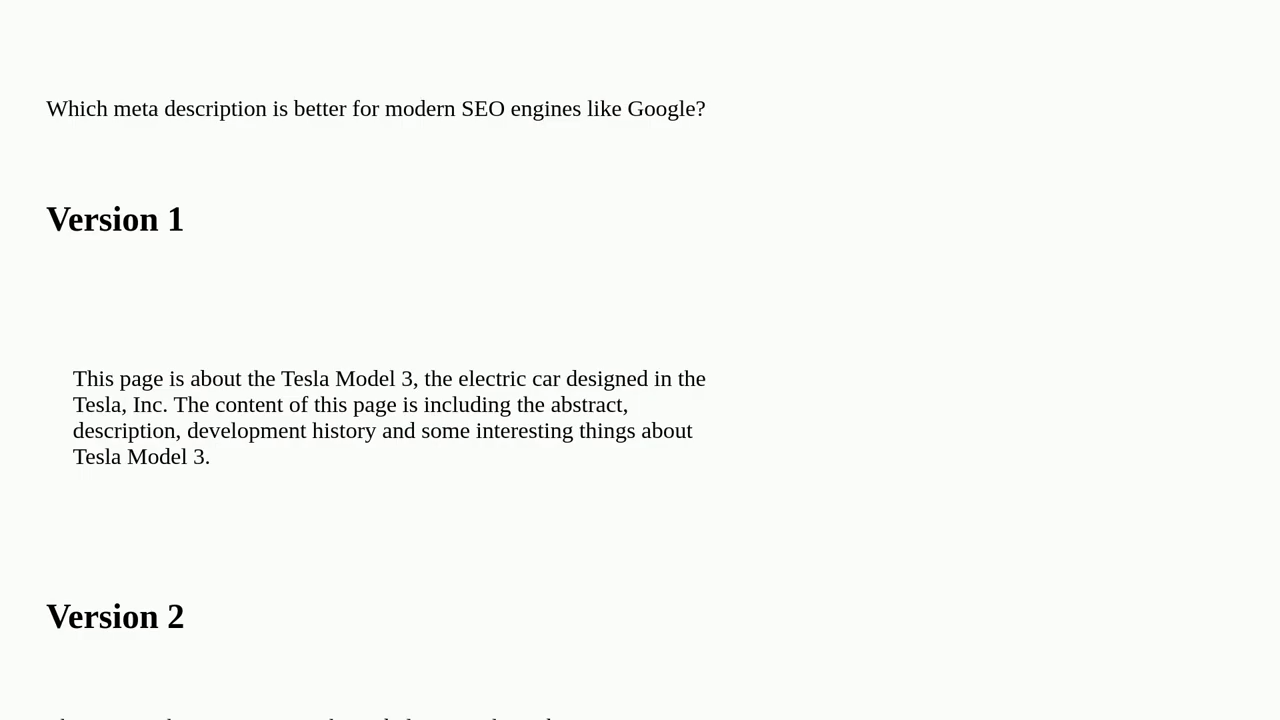 Which meta description is better for modern SEO engines like Google?
Version 1
This page is about the Tesla Model 3, the electric car designed in the
Tesla, Inc. The content of this page is including the abstract,
description, development history and some interesting things about
Tesla Model 3.
Version 2